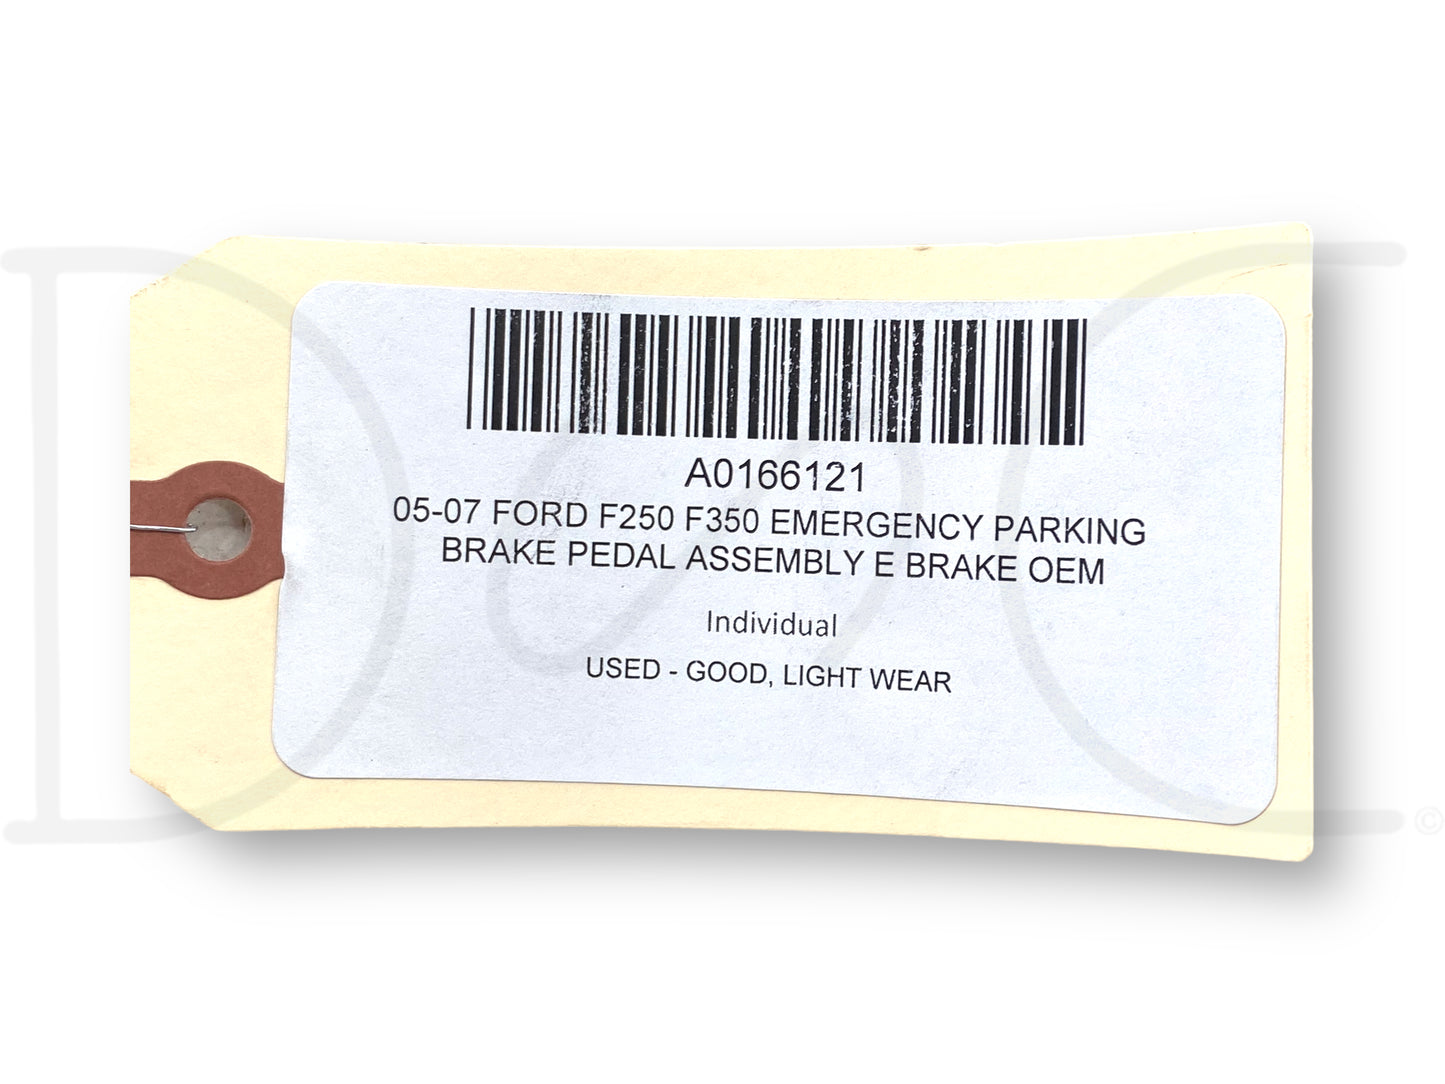 A0166121
05-07 FORD F250 F350 EMERGENCY PARKING
BRAKE PEDAL ASSEMBLY E BRAKE OEM
Individual
USED - GOOD, LIGHT WEAR
©